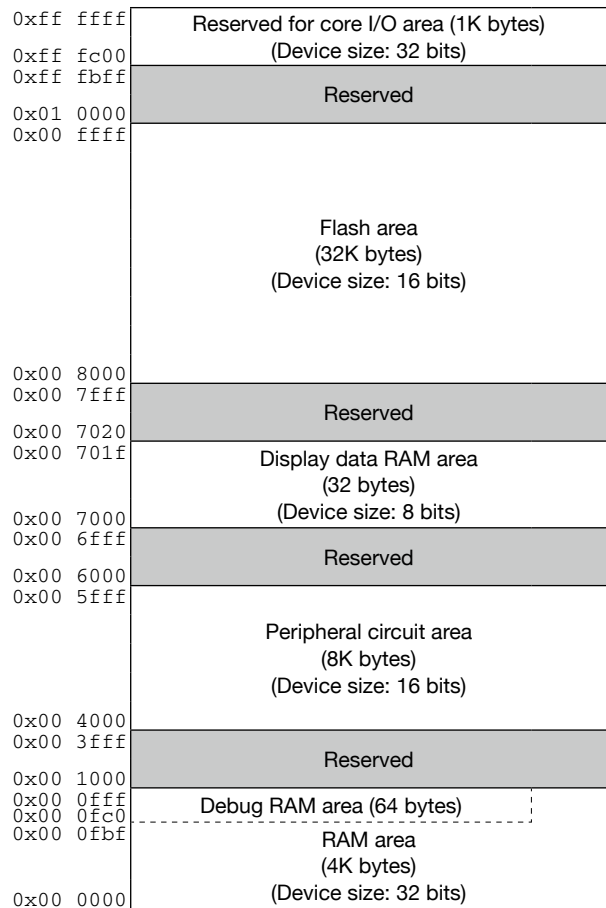 0xff ffff
Reserved for core I/O area (1K bytes)
(Device size: 32 bits)
0xff fc00
0xff fbff
Reserved
0x01 0000
0x00 ffff
Flash area
(32K bytes)
(Device size: 16 bits)
0x00 8000
0x00 7fff
Reserved
0x00 7020
0x00 701f
Display data RAM area
(32 bytes)
(Device size: 8 bits)
0x00 7000
0x00 6fff
Reserved
0x00 6000
0x00 5fff
Peripheral circuit area
(8K bytes)
(Device size: 16 bits)
0x00 4000
0x00 3fff
Reserved
0x00 1000
0x00 0fff
Debug RAM area (64 bytes)
0x00 0fc0
0x00 0fbf
RAM area
(4K bytes)
(Device size: 32 bits)
0x00 0000